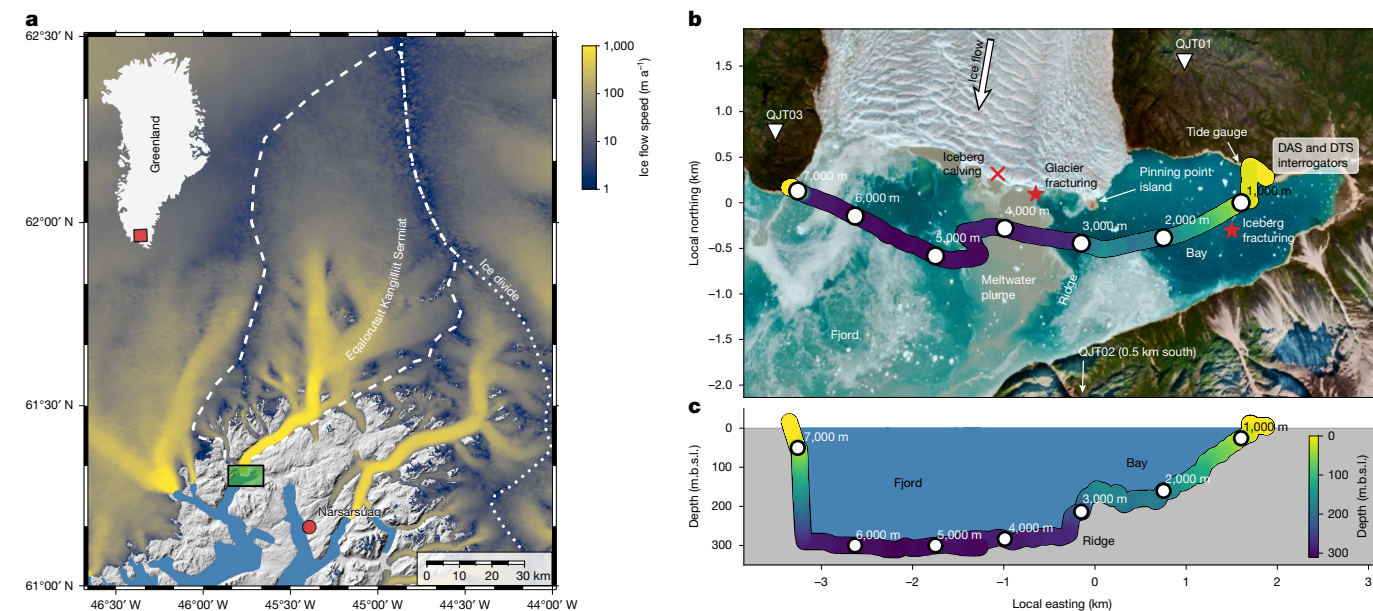 a
62°30′ N
62°00′ N
61°30′ N
61°00′ N
46°30′ W
46°00′ W
45°30′ W
45°00′ W
44°30′ W
44°00′ W
Greenland
Eqalorutsit Kangilliit Sermiat
Ice divide
Narsarsuaq
0 10 20 30 km
1,000
100
10
1
Ice flow speed (m a⁻¹)
b
1.5
1.0
0.5
0
−0.5
−1.0
−1.5
−2.0
Local northing (km)
Ice flow
QJT01
QJT03
Tide gauge
DAS and DTS
interrogators
Iceberg
calving
Glacier
fracturing
Pinning point
island
7,000 m
6,000 m
5,000 m
4,000 m
3,000 m
2,000 m
1,000 m
Iceberg
fracturing
Bay
Meltwater
plume
Ridge
Fjord
QJT02 (0.5 km south)
c
0
100
200
300
Depth (m.b.s.l.)
7,000 m
6,000 m
5,000 m
4,000 m
3,000 m
2,000 m
1,000 m
Fjord
Bay
Ridge
0
100
200
300
Depth (m.b.s.l.)
−3
−2
−1
0
1
2
3
Local easting (km)